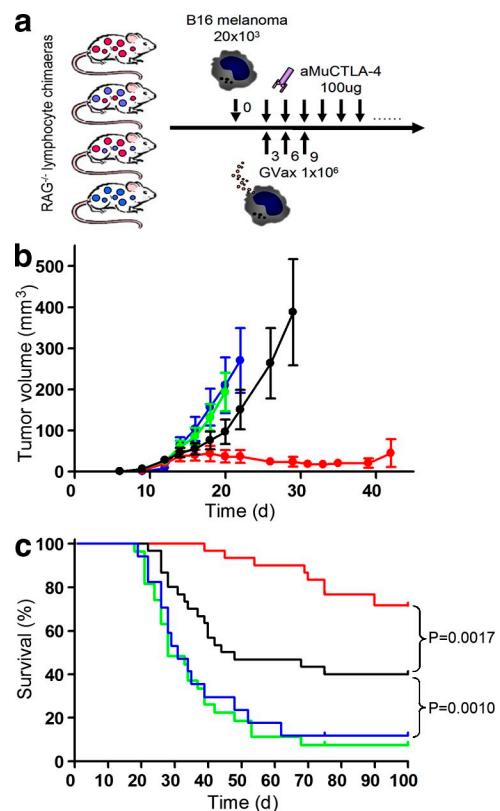 a
B16 melanoma
20x10³
aMuCTLA-4
100ug
0
......
3 6 9
GVax 1x10⁶
RAG⁻/⁻ lymphocyte chimaeras
b
500
400
300
200
100
0
Tumor volume (mm³)
0 10 20 30 40
Time (d)
c
100
80
60
40
20
0
Survival (%)
P=0.0017
P=0.0010
0 10 20 30 40 50 60 70 80 90 100
Time (d)